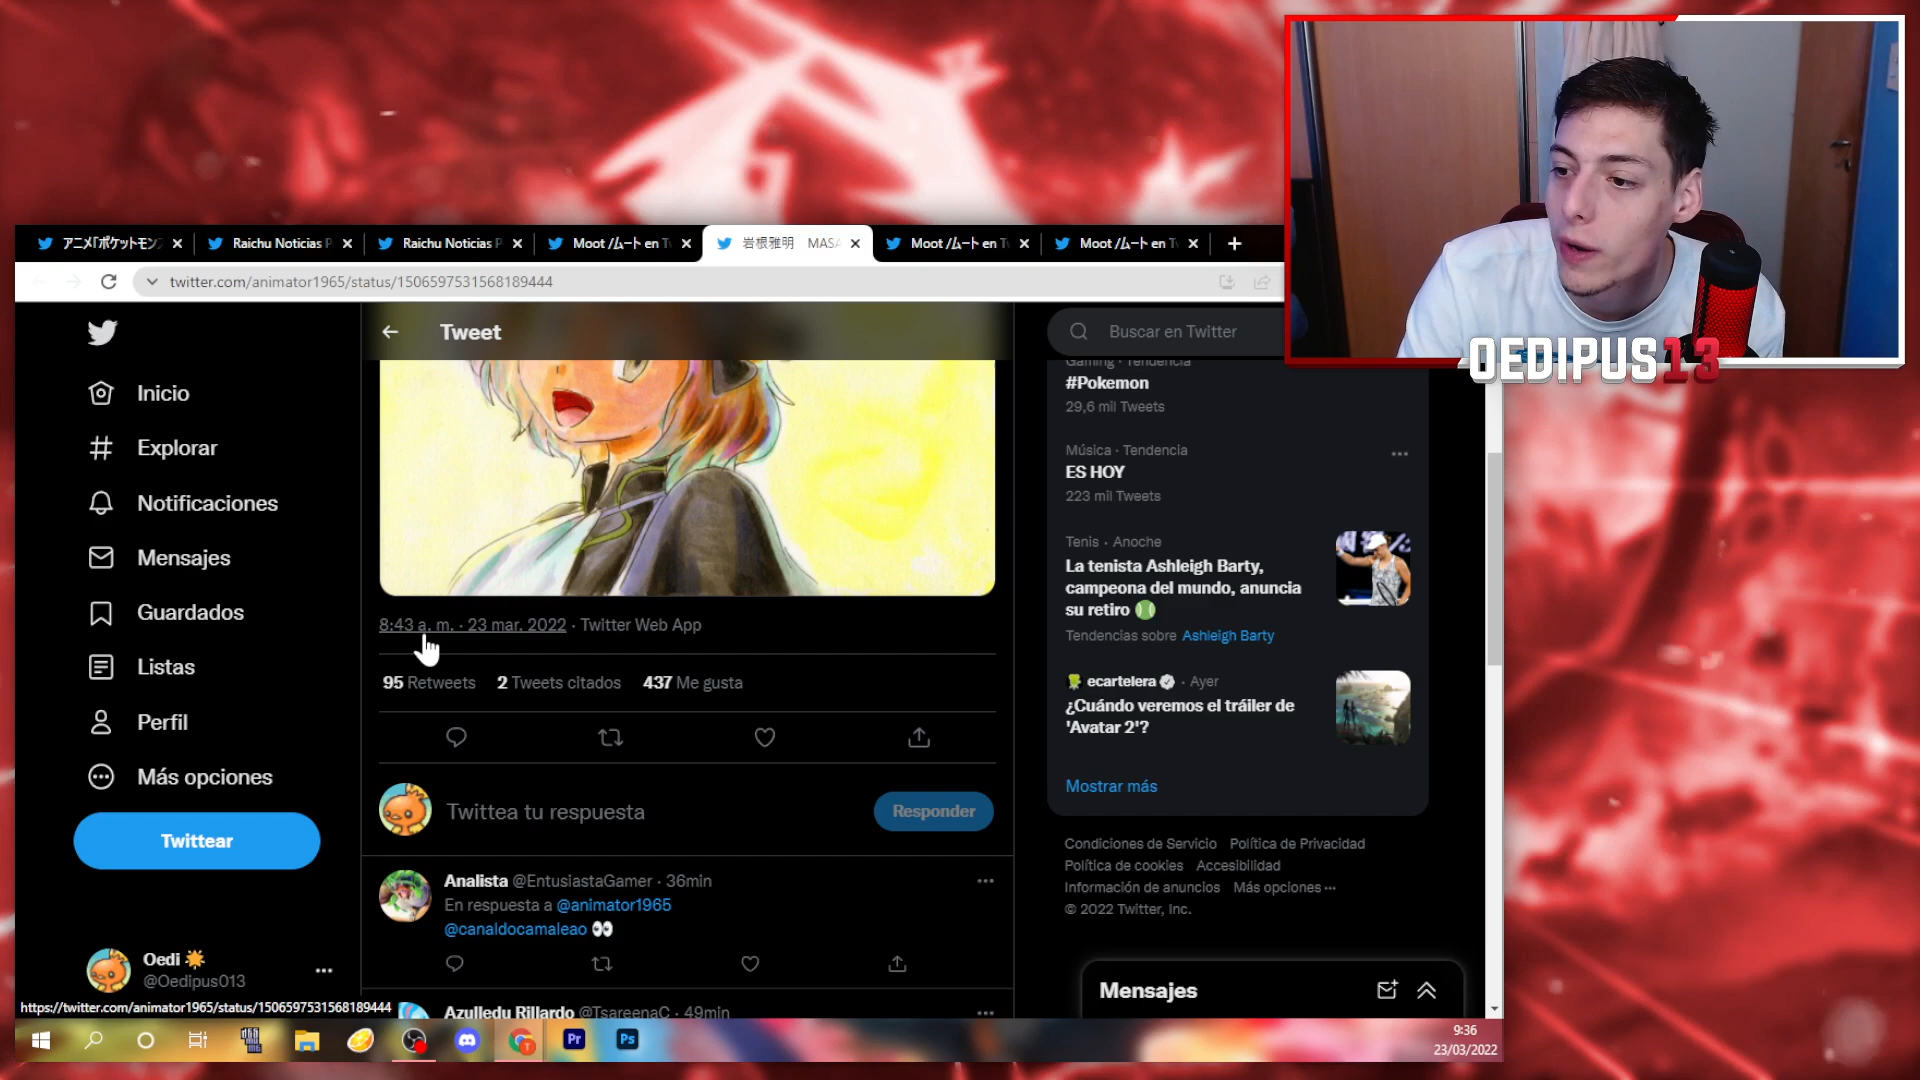 アニメ「ポケットモン
Raichu Noticias P
Raichu Noticias P
Moot /ムート en T
岩根雅明 MASA
Moot /ムート en T
Moot /ムート en T
twitter.com/animator1965/status/1506597531568189444
OEDIPUS13
Inicio
Explorar
Notificaciones
Mensajes
Guardados
Listas
Perfil
Más opciones
Twittear
Oedi
@Oedipus013
https://twitter.com/animator1965/status/1506597531568189444
Tweet
8:43 a. m. · 23 mar. 2022 · Twitter Web App
95 Retweets 2 Tweets citados 437 Me gusta
Twittea tu respuesta
Responder
Analista @EntusiastaGamer · 36min
En respuesta a @animator1965
@canaldocamaleao 👀
Azulledu Rillardo @TsareenaC · 49min
Buscar en Twitter
Gaming · Tendencia
#Pokemon
29,6 mil Tweets
Música · Tendencia
ES HOY
223 mil Tweets
Tenis · Anoche
La tenista Ashleigh Barty,
campeona del mundo, anuncia
su retiro
Tendencias sobre Ashleigh Barty
ecartelera · Ayer
¿Cuándo veremos el tráiler de
'Avatar 2'?
Mostrar más
Condiciones de Servicio Política de Privacidad
Política de cookies Accesibilidad
Información de anuncios Más opciones ···
© 2022 Twitter, Inc.
Mensajes
Pr
Ps
9:36
23/03/2022